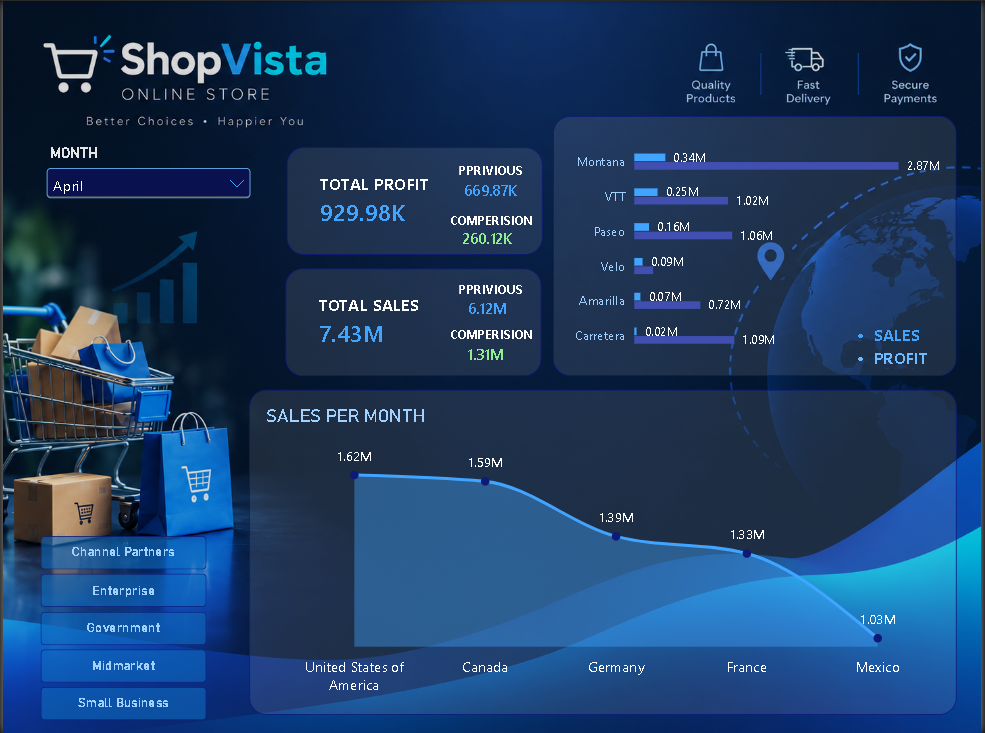 ShopVista
ONLINE STORE
Better Choices • Happier You
Quality
Products
Fast
Delivery
Secure
Payments
MONTH
April
TOTAL PROFIT
929.98K
PPRIVIOUS
669.87K
COMPERISION
260.12K
TOTAL SALES
7.43M
PPRIVIOUS
6.12M
COMPERISION
1.31M
Montana 0.34M 2.87M
VTT 0.25M 1.02M
Paseo 0.16M 1.06M
Velo 0.09M
Amarilla 0.07M 0.72M
Carretera 0.02M 1.09M
• SALES
• PROFIT
SALES PER MONTH
1.62M
1.59M
1.39M
1.33M
1.03M
United States of
America
Canada
Germany
France
Mexico
Channel Partners
Enterprise
Government
Midmarket
Small Business